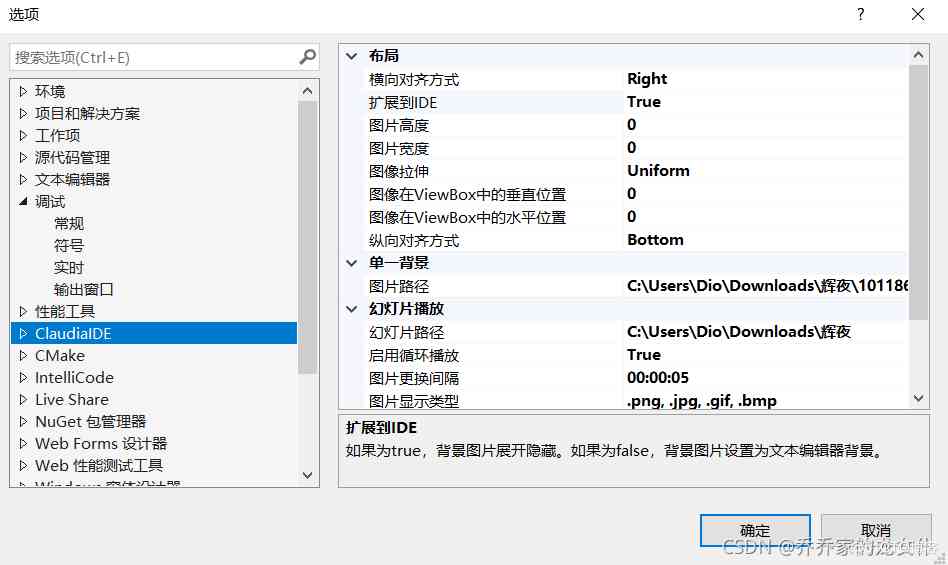 选项
?
搜索选项(Ctrl+E)
环境
项目和解决方案
工作项
源代码管理
文本编辑器
调试
常规
符号
实时
输出窗口
性能工具
ClaudiaIDE
CMake
IntelliCode
Live Share
NuGet 包管理器
Web Forms 设计器
Web 性能测试工具
Windows 窗体设计器
布局
横向对齐方式 Right
扩展到IDE True
图片高度 0
图片宽度 0
图像拉伸 Uniform
图像在ViewBox中的垂直位置 0
图像在ViewBox中的水平位置 0
纵向对齐方式 Bottom
单一背景
图片路径 C:\Users\Dio\Downloads\辉夜\101186
幻灯片播放
幻灯片路径 C:\Users\Dio\Downloads\辉夜
启用循环播放 True
图片更换间隔 00:00:05
图片显示类型 .png, .jpg, .gif, .bmp
扩展到IDE
如果为true，背景图片展开隐藏。如果为false，背景图片设置为文本编辑器背景。
确定
取消
CSDN @乔乔家的龙女仆